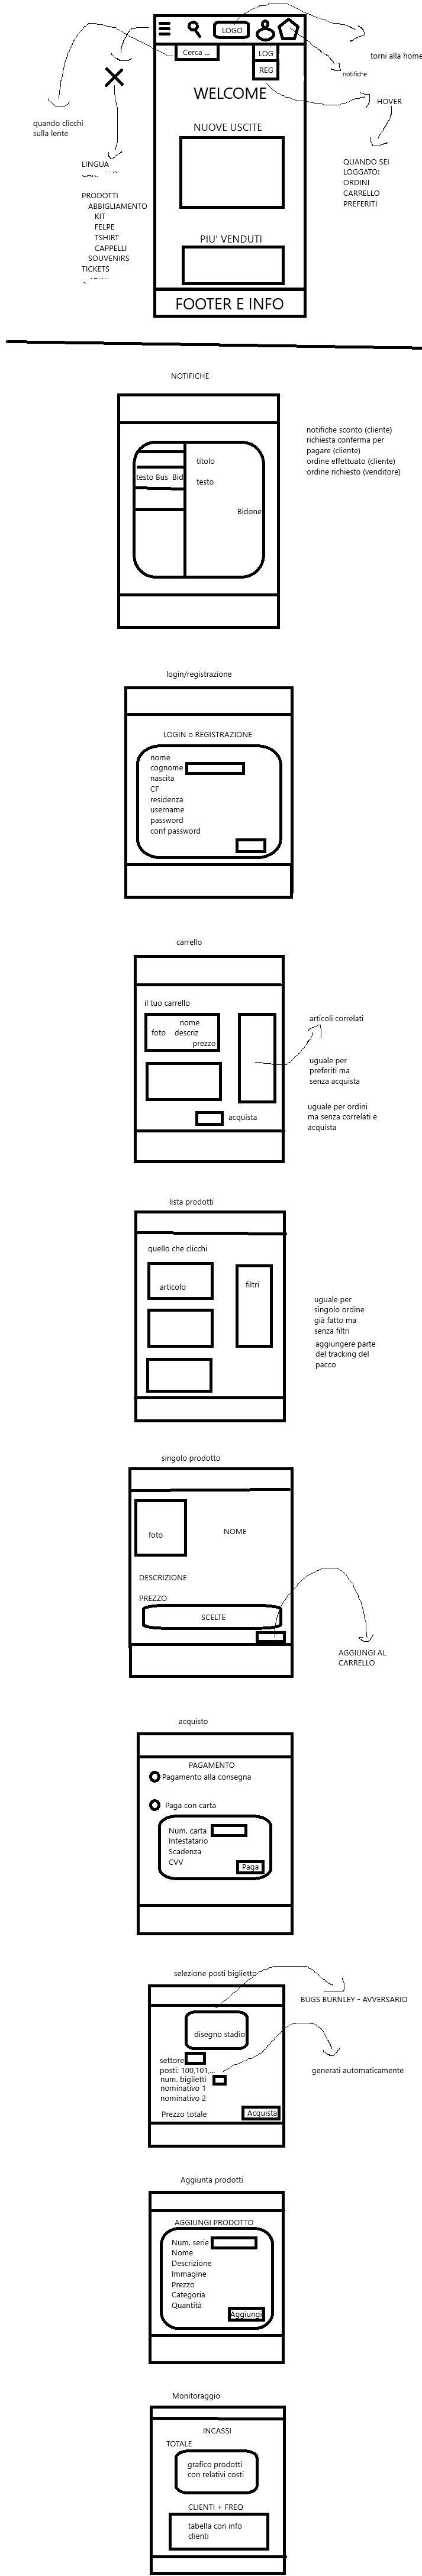 LOGO
torni alla home
Cerca ...
LOG
REG
notifiche
WELCOME
HOVER
quando clicchi
sulla lente
NUOVE USCITE
LINGUA
QUANDO SEI
LOGGATO:
ORDINI
CARRELLO
PREFERITI
PRODOTTI
ABBIGLIAMENTO
KIT
FELPE
TSHIRT
CAPPELLI
SOUVENIRS
TICKETS
PIU' VENDUTI
FOOTER E INFO
NOTIFICHE
notifiche sconto (cliente)
richiesta conferma per
pagare (cliente)
ordine effettuato (cliente)
ordine richiesto (venditore)
titolo
testo Bus Bid
testo
Bidone
login/registrazione
LOGIN o REGISTRAZIONE
nome
cognome
nascita
CF
residenza
username
password
conf password
carrello
il tuo carrello
nome
foto descriz
prezzo
acquista
articoli correlati
uguale per
preferiti ma
senza acquista
uguale per ordini
ma senza correlati e
acquista
lista prodotti
quello che clicchi
articolo
filtri
uguale per
singolo ordine
già fatto ma
senza filtri
aggiungere parte
del tracking del
pacco
singolo prodotto
foto
NOME
DESCRIZIONE
PREZZO
SCELTE
AGGIUNGI AL
CARRELLO
acquisto
PAGAMENTO
Pagamento alla consegna
Paga con carta
Num. carta
Intestatario
Scadenza
CVV
Paga
selezione posti biglietto
BUGS BURNLEY - AVVERSARIO
disegno stadio
settore
posti: 100,101,...
num. biglietti
nominativo 1
nominativo 2
Prezzo totale
Acquista
generati automaticamente
Aggiunta prodotti
AGGIUNGI PRODOTTO
Num. serie
Nome
Descrizione
Immagine
Prezzo
Categoria
Quantità
Aggiungi
Monitoraggio
INCASSI
TOTALE
grafico prodotti
con relativi costi
CLIENTI + FREQ
tabella con info
clienti